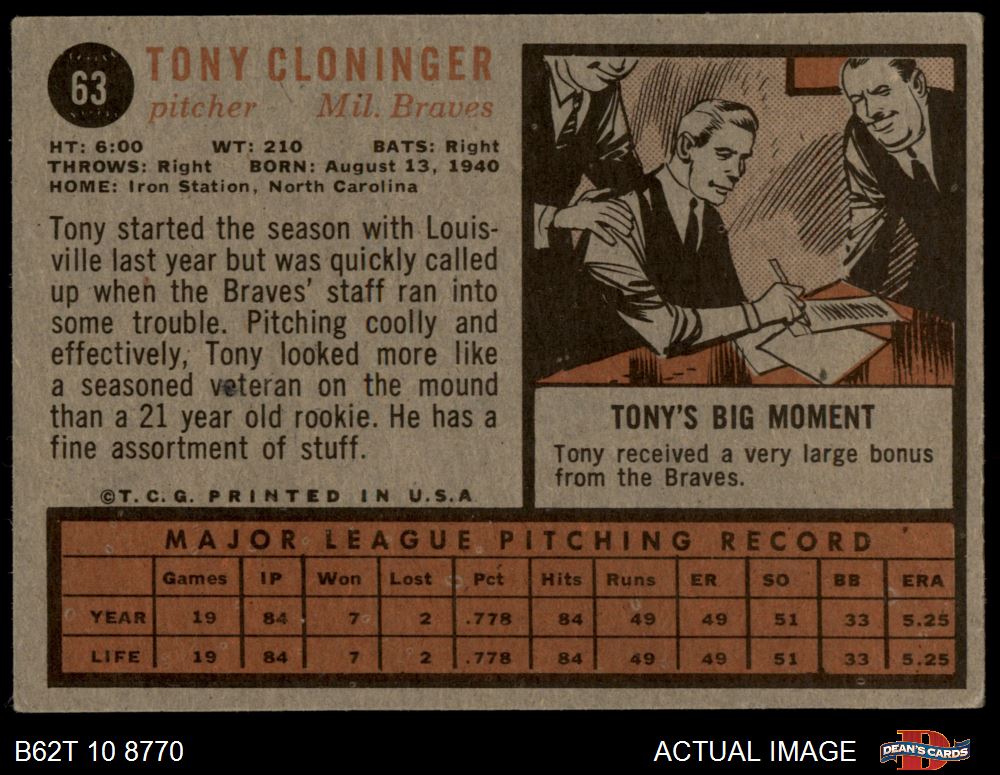 63
TONY CLONINGER
pitcher Mil. Braves
HT: 6:00 WT: 210 BATS: Right
THROWS: Right BORN: August 13, 1940
HOME: Iron Station, North Carolina
Tony started the season with Louis-
ville last year but was quickly called
up when the Braves' staff ran into
some trouble. Pitching coolly and
effectively, Tony looked more like
a seasoned veteran on the mound
than a 21 year old rookie. He has a
fine assortment of stuff.
©T.C.G. PRINTED IN U.S.A
TONY'S BIG MOMENT
Tony received a very large bonus
from the Braves.
MAJOR LEAGUE PITCHING RECORD
Games IP Won Lost Pct Hits Runs ER SO BB ERA
YEAR 19 84 7 2 .778 84 49 49 51 33 5.25
LIFE 19 84 7 2 .778 84 49 49 51 33 5.25
B62T 10 8770
ACTUAL IMAGE
D
DEAN'S CARDS